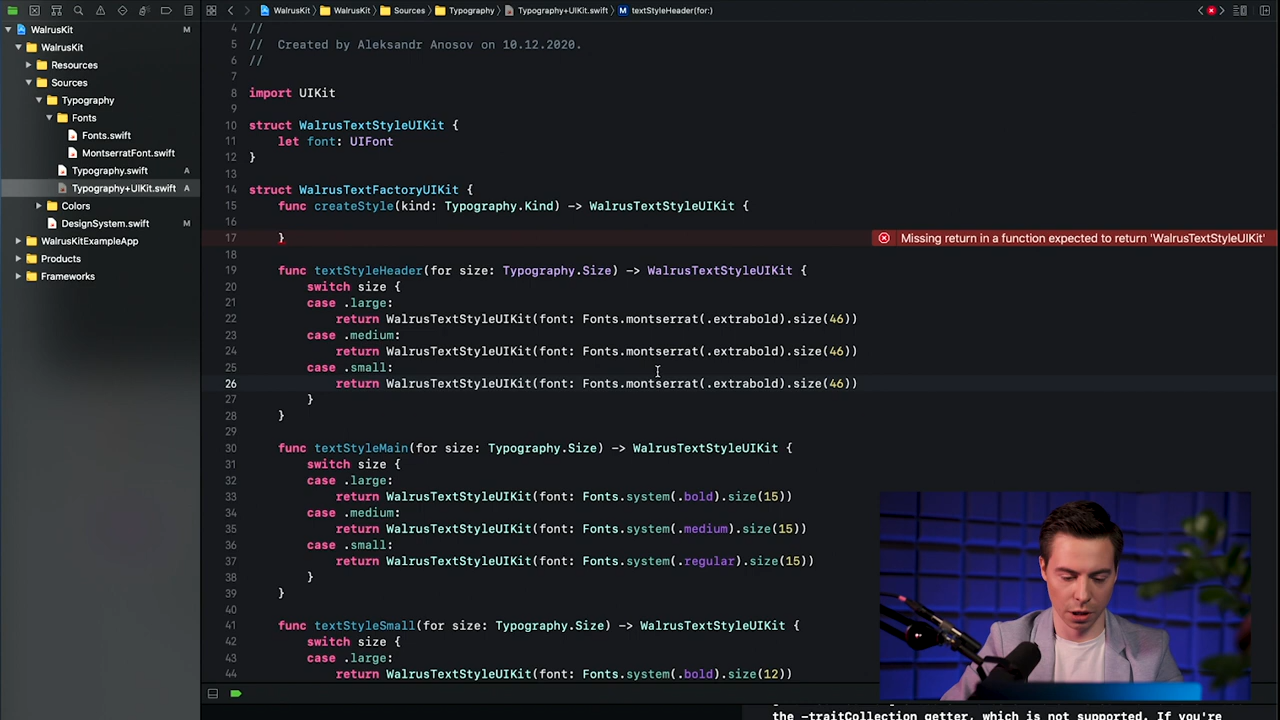 WalrusKit
WalrusKit
Sources
Typography
Typography+UIKit.swift
M
textStyleHeader(for:)
WalrusKit
M
WalrusKit
Resources
Sources
Typography
Fonts
Fonts.swift
MontserratFont.swift
Typography.swift
A
Typography+UIKit.swift
A
Colors
DesignSystem.swift
M
WalrusKitExampleApp
Products
Frameworks
4 //
5 // Created by Aleksandr Anosov on 10.12.2020.
6 //
7
8 import UIKit
9
10 struct WalrusTextStyleUIKit {
11 let font: UIFont
12 }
13
14 struct WalrusTextFactoryUIKit {
15 func createStyle(kind: Typography.Kind) -> WalrusTextStyleUIKit {
16
17 }
Missing return in a function expected to return 'WalrusTextStyleUIKit'
18
19 func textStyleHeader(for size: Typography.Size) -> WalrusTextStyleUIKit {
20 switch size {
21 case .large:
22 return WalrusTextStyleUIKit(font: Fonts.montserrat(.extrabold).size(46))
23 case .medium:
24 return WalrusTextStyleUIKit(font: Fonts.montserrat(.extrabold).size(46))
25 case .small:
26 return WalrusTextStyleUIKit(font: Fonts.montserrat(.extrabold).size(46))
27 }
28 }
29
30 func textStyleMain(for size: Typography.Size) -> WalrusTextStyleUIKit {
31 switch size {
32 case .large:
33 return WalrusTextStyleUIKit(font: Fonts.system(.bold).size(15))
34 case .medium:
35 return WalrusTextStyleUIKit(font: Fonts.system(.medium).size(15))
36 case .small:
37 return WalrusTextStyleUIKit(font: Fonts.system(.regular).size(15))
38 }
39 }
40
41 func textStyleSmall(for size: Typography.Size) -> WalrusTextStyleUIKit {
42 switch size {
43 case .large:
44 return WalrusTextStyleUIKit(font: Fonts.system(.bold).size(12))
the -traitCollection getter, which is not supported. If you're